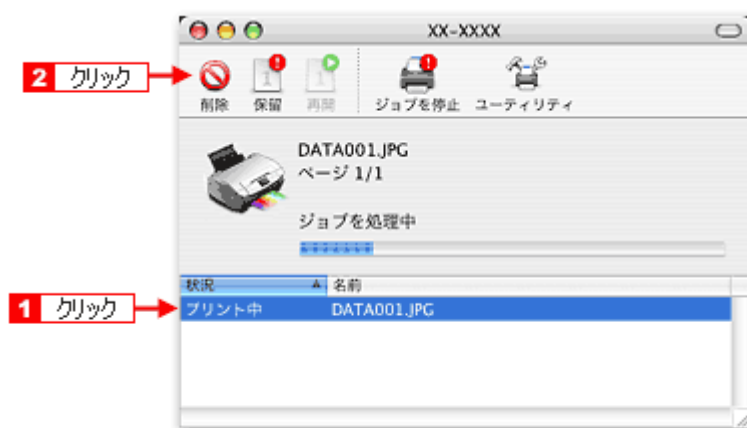 XX-XXXX
2 クリック
削除 保留 再開 ジョブを停止 ユーティリティ
DATA001.JPG
ページ 1/1
ジョブを処理中
状況 名前
1 クリック
プリント中 DATA001.JPG